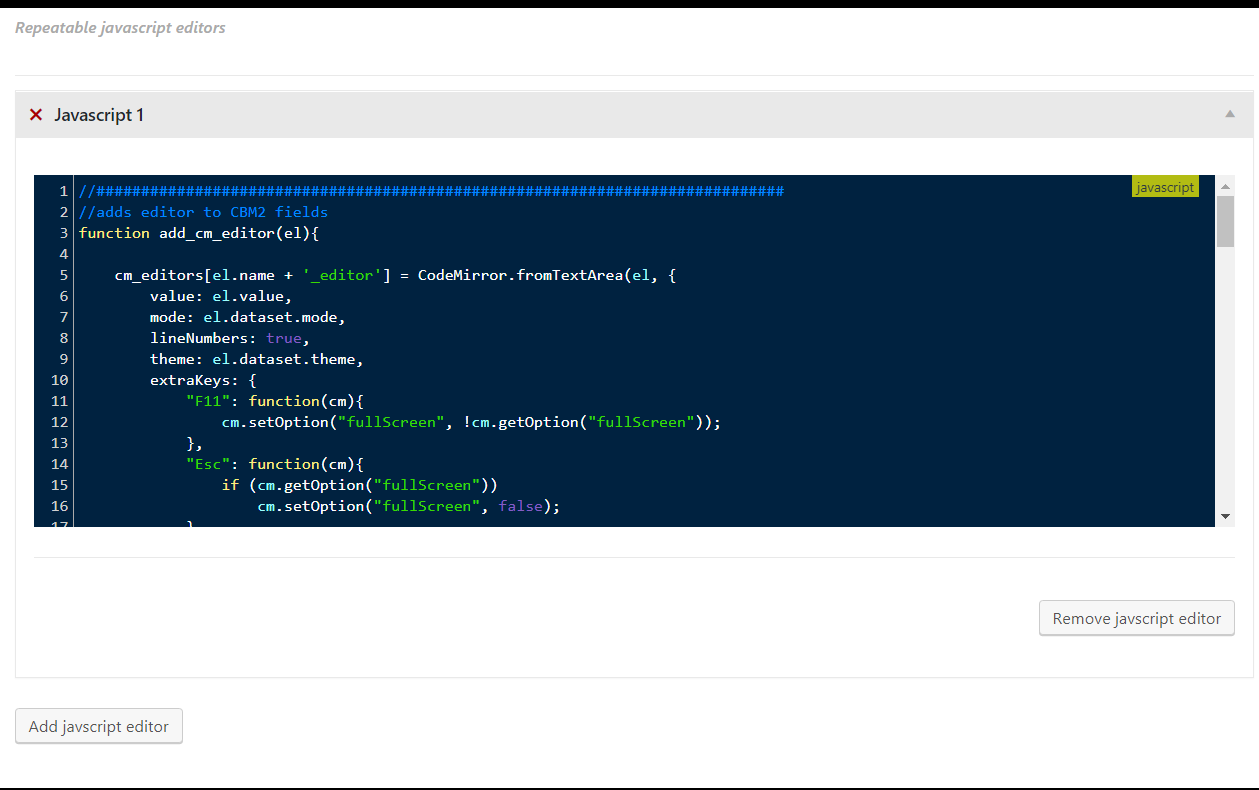 Repeatable javascript editors
✕ Javascript 1 ▲
javascript
1 //#############################################################################
2 //adds editor to CBM2 fields
3 function add_cm_editor(el){
4
5     cm_editors[el.name + '_editor'] = CodeMirror.fromTextArea(el, {
6         value: el.value,
7         mode: el.dataset.mode,
8         lineNumbers: true,
9         theme: el.dataset.theme,
10         extraKeys: {
11             "F11": function(cm){
12                 cm.setOption("fullScreen", !cm.getOption("fullScreen"));
13             },
14             "Esc": function(cm){
15                 if (cm.getOption("fullScreen"))
16                     cm.setOption("fullScreen", false);
17             }
Remove javscript editor
Add javscript editor